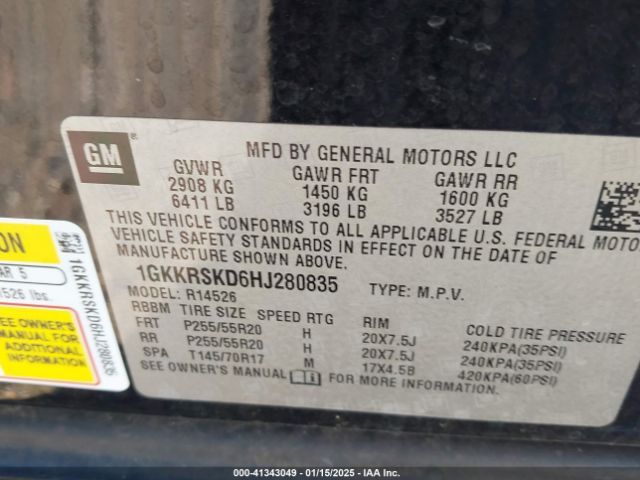 GM
®
MFD BY GENERAL MOTORS LLC
GVWR GAWR FRT GAWR RR
2908 KG 1450 KG 1600 KG
6411 LB 3196 LB 3527 LB
THIS VEHICLE CONFORMS TO ALL APPLICABLE U.S. FEDERAL MOTO
VEHICLE SAFETY STANDARDS IN EFFECT ON THE DATE OF
MANUFACTURE SHOWN ABOVE.
1GKKRSKD6HJ280835 TYPE: M.P.V.
MODEL: R14526
RBBM TIRE SIZE SPEED RTG RIM COLD TIRE PRESSURE
FRT P255/55R20 H 20X7.5J 240KPA(35PSI)
RR P255/55R20 H 20X7.5J 240KPA(35PSI)
SPA T145/70R17 M 17X4.5B 420KPA(60PSI)
SEE OWNER'S MANUAL FOR MORE INFORMATION.
ON
AR 5
4526 lbs.
SEE OWNER'S
MANUAL FOR
ADDITIONAL
INFORMATION
1GKKRSKD6HJ280835
000-41343049 - 01/15/2025 - IAA Inc.